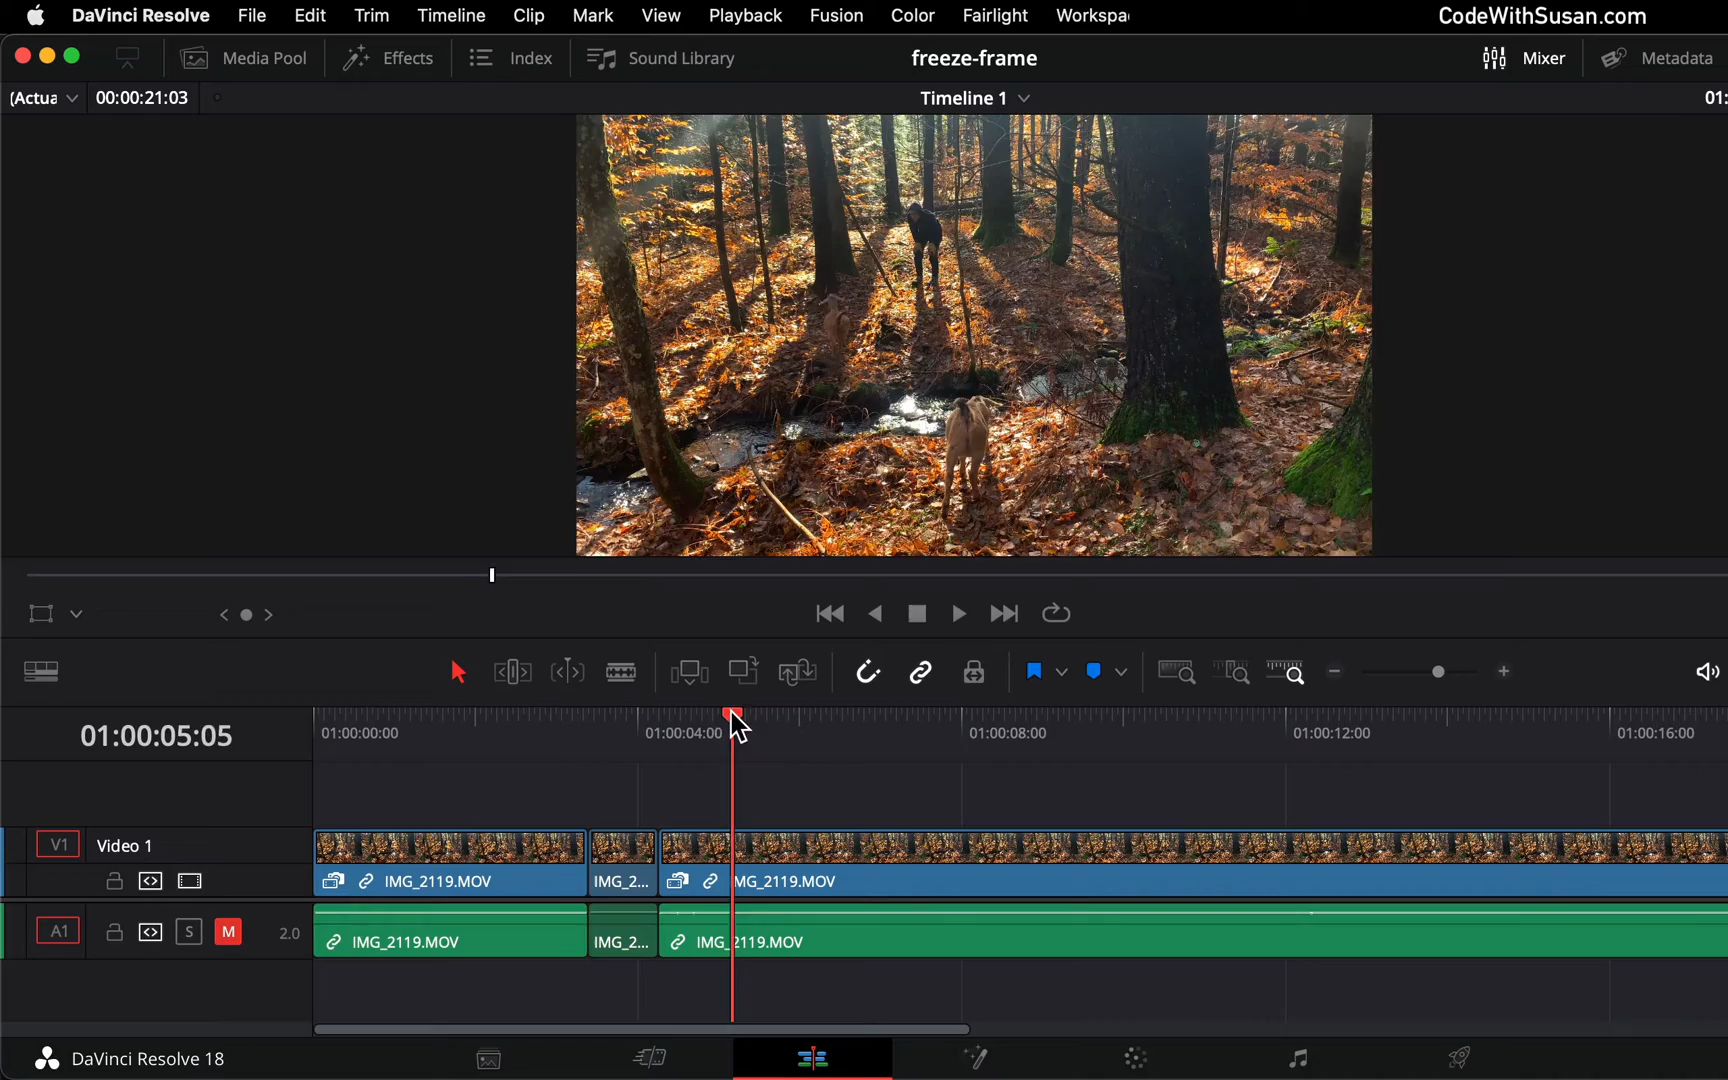 DaVinci Resolve File Edit Trim Timeline Clip Mark View Playback Fusion Color Fairlight Workspa CodeWithSusan.com
Media Pool Effects Index Sound Library freeze-frame Mixer Metadata
(Actua 00:00:21:03 Timeline 1 01:
01:00:05:05 01:00:00:00 01:00:04:00 01:00:08:00 01:00:12:00 01:00:16:00
V1 Video 1
IMG_2119.MOV IMG_2... MG_2119.MOV
A1 S M 2.0
IMG_2119.MOV IMG_2... IMG_2119.MOV
DaVinci Resolve 18